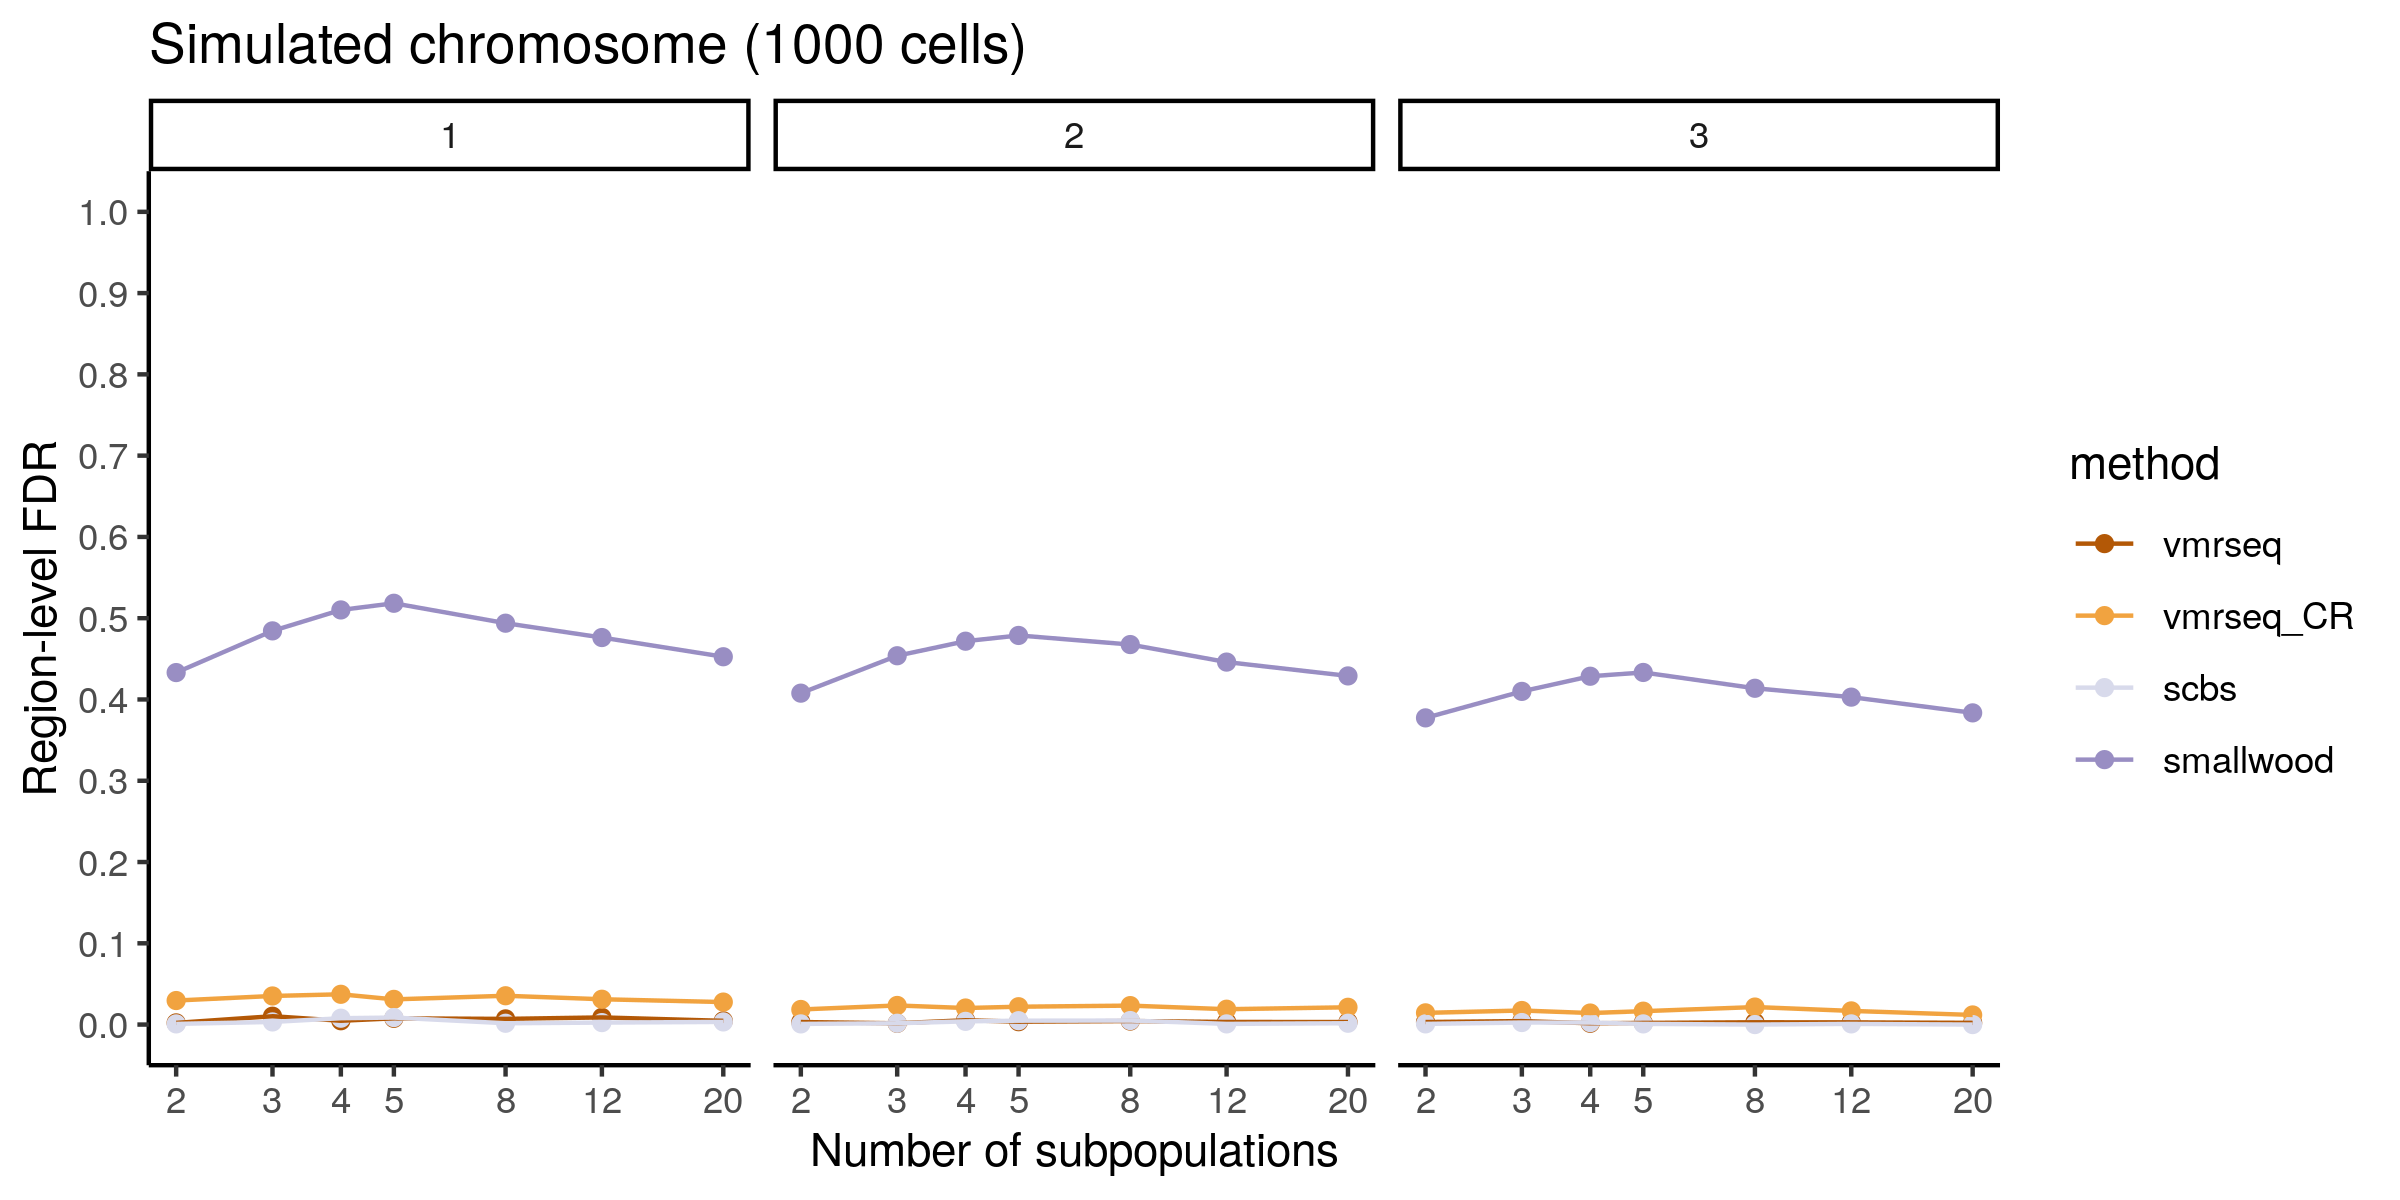 Simulated chromosome (1000 cells)
1 2 3
1.0
0.9
0.8
0.7
0.6
0.5
0.4
0.3
0.2
0.1
0.0
Region-level FDR
2 3 4 5 8 12 20 2 3 4 5 8 12 20 2 3 4 5 8 12 20
Number of subpopulations
method
vmrseq
vmrseq_CR
scbs
smallwood